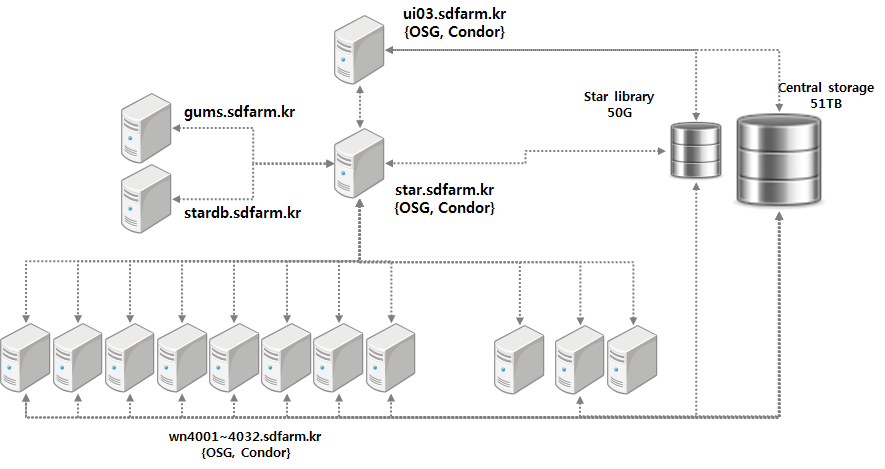 ui03.sdfarm.kr
{OSG, Condor}
Star library
50G
Central storage
51TB
gums.sdfarm.kr
stardb.sdfarm.kr
star.sdfarm.kr
{OSG, Condor}
wn4001~4032.sdfarm.kr
{OSG, Condor}